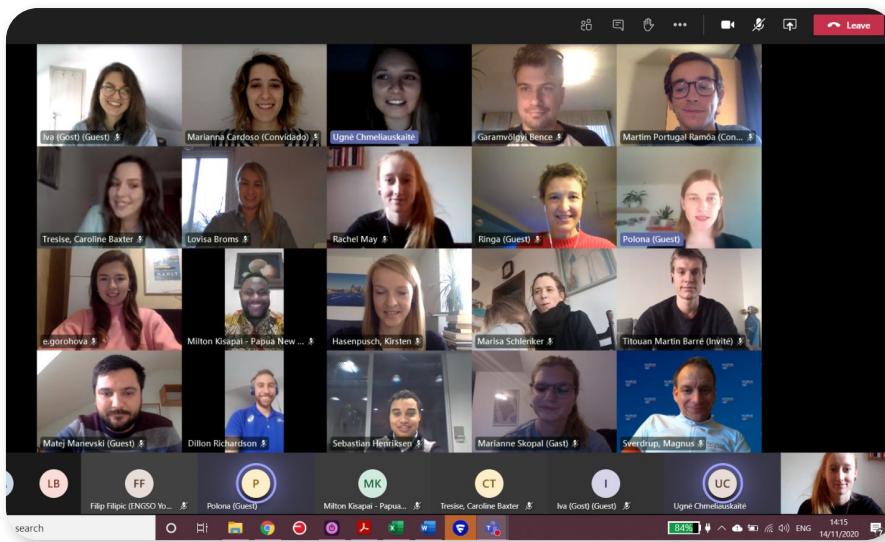 Leave
Iva (Gost) (Guest)
Marianna Cardoso (Convidado)
Ugnė Chmeliauskaitė
Garamvölgyi Bence
Martim Portugal Ramôa (Con...
Tresise, Caroline Baxter
Lovisa Broms
Rachel May
Ringa (Guest)
Polona (Guest)
e.gorohova
Milton Kisapai - Papua New ...
Hasenpusch, Kirsten
Marisa Schlenker
Titouan Martin Barré (Invité)
Matej Manevski (Guest)
Dillon Richardson
Sebastian Henriksen
Marianne Skopal (Gast)
Sverdrup, Magnus
LB
FF
P
MK
CT
I
UC
Filip Filipic (ENGSO Yo...
Polona (Guest)
Milton Kisapai - Papua...
Tresise, Caroline Baxter
Iva (Gost) (Guest)
Ugnė Chmeliauskaitė
search
84%
ENG
14:15
14/11/2020